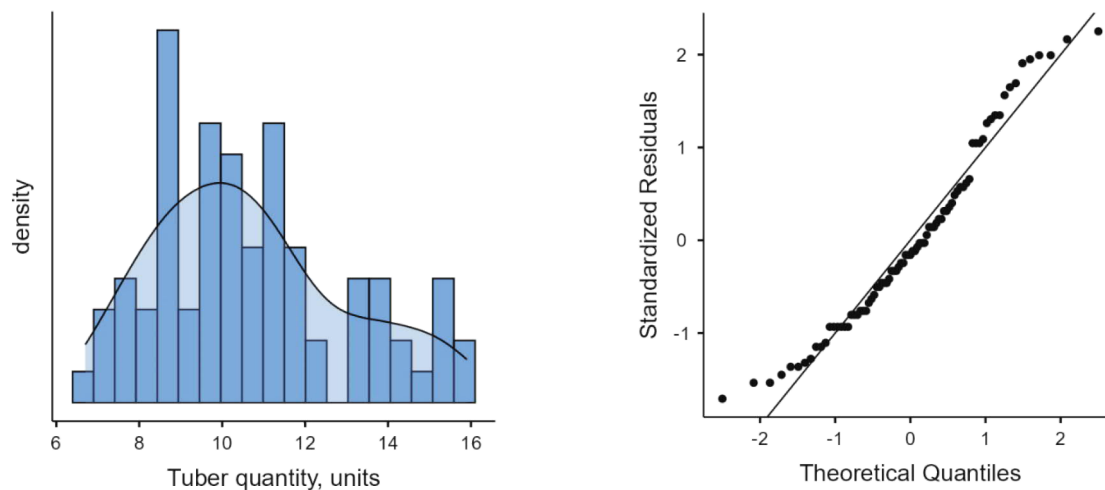 density
6 8 10 12 14 16
Tuber quantity, units
Standardized Residuals
2
1
0
-1
-2 -1 0 1 2
Theoretical Quantiles